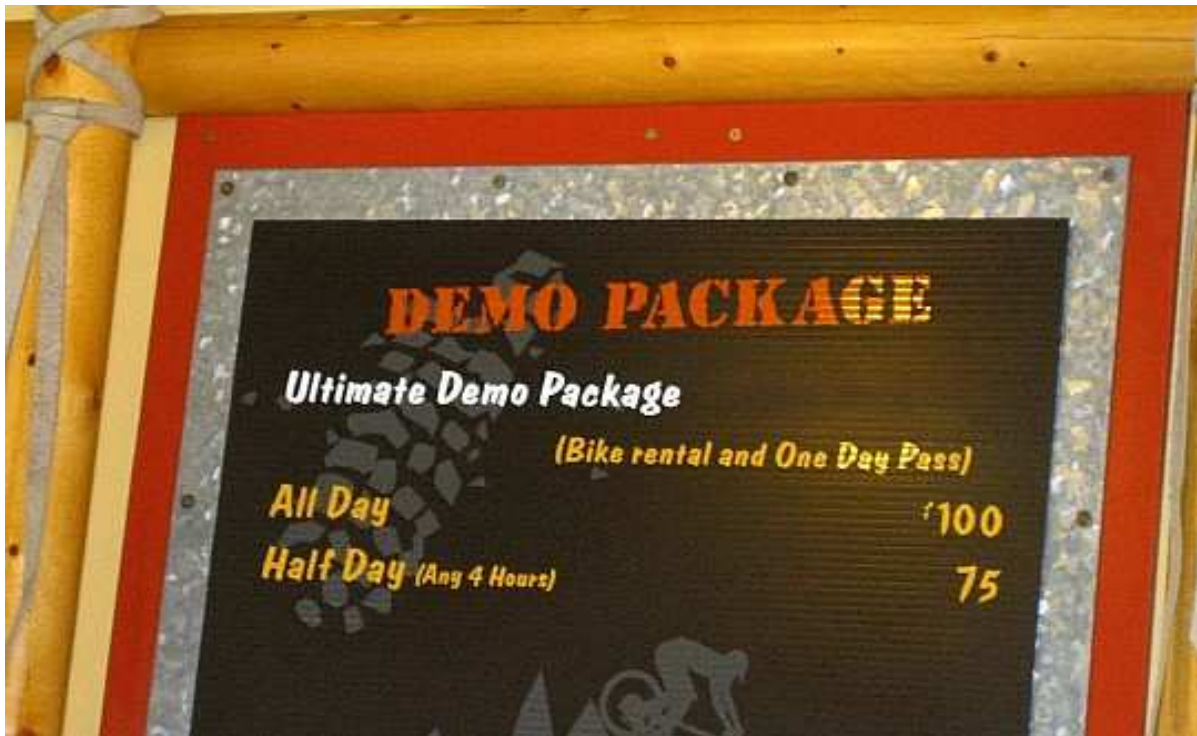 DEMO PACKAGE
Ultimate Demo Package
(Bike rental and One Day Pass)
All Day $100
Half Day (Any 4 Hours) 75